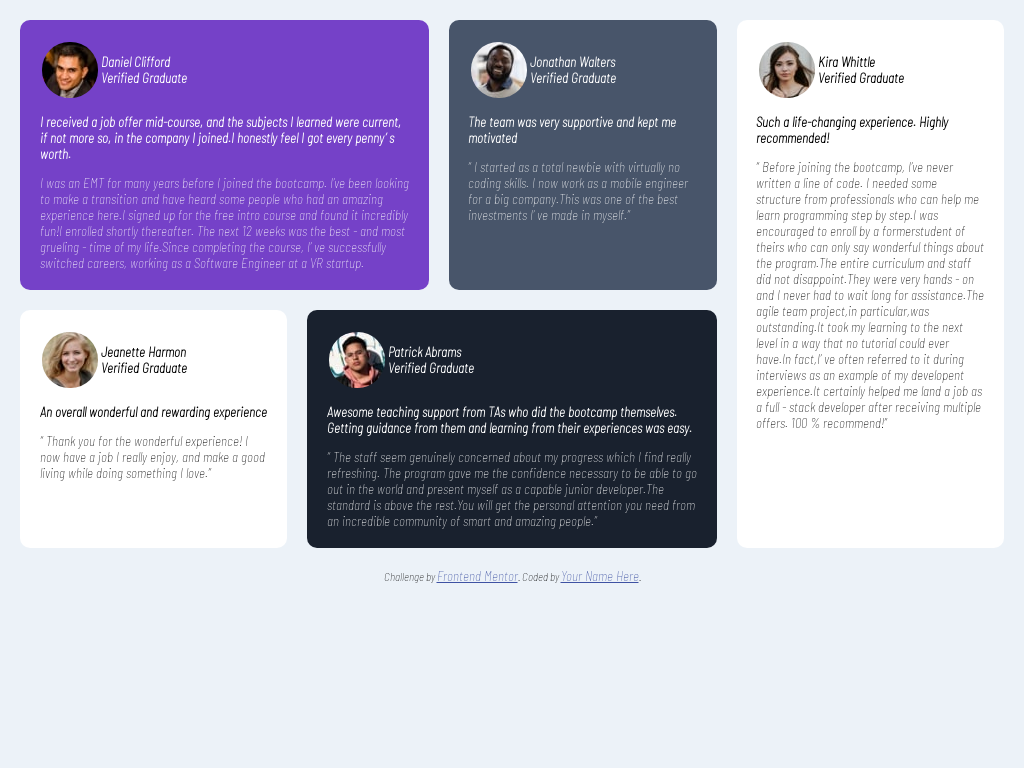 Daniel Clifford
Verified Graduate
I received a job offer mid-course, and the subjects I learned were current,
if not more so, in the company I joined.I honestly feel I got every penny’ s
worth.
I was an EMT for many years before I joined the bootcamp. I’ve been looking
to make a transition and have heard some people who had an amazing
experience here.I signed up for the free intro course and found it incredibly
fun!I enrolled shortly thereafter. The next 12 weeks was the best - and most
grueling - time of my life.Since completing the course, I’ ve successfully
switched careers, working as a Software Engineer at a VR startup.
Jonathan Walters
Verified Graduate
The team was very supportive and kept me
motivated
“ I started as a total newbie with virtually no
coding skills. I now work as a mobile engineer
for a big company.This was one of the best
investments I’ ve made in myself.”
Kira Whittle
Verified Graduate
Such a life-changing experience. Highly
recommended!
“ Before joining the bootcamp, I’ve never
written a line of code. I needed some
structure from professionals who can help me
learn programming step by step.I was
encouraged to enroll by a formerstudent of
theirs who can only say wonderful things about
the program.The entire curriculum and staff
did not disappoint.They were very hands - on
and I never had to wait long for assistance.The
agile team project,in particular,was
outstanding.It took my learning to the next
level in a way that no tutorial could ever
have.In fact,I’ ve often referred to it during
interviews as an example of my developent
experience.It certainly helped me land a job as
a full - stack developer after receiving multiple
offers. 100 % recommend!”
Jeanette Harmon
Verified Graduate
An overall wonderful and rewarding experience
“ Thank you for the wonderful experience! I
now have a job I really enjoy, and make a good
living while doing something I love.”
Patrick Abrams
Verified Graduate
Awesome teaching support from TAs who did the bootcamp themselves.
Getting guidance from them and learning from their experiences was easy.
“ The staff seem genuinely concerned about my progress which I find really
refreshing. The program gave me the confidence necessary to be able to go
out in the world and present myself as a capable junior developer.The
standard is above the rest.You will get the personal attention you need from
an incredible community of smart and amazing people.”
Challenge by Frontend Mentor. Coded by Your Name Here.